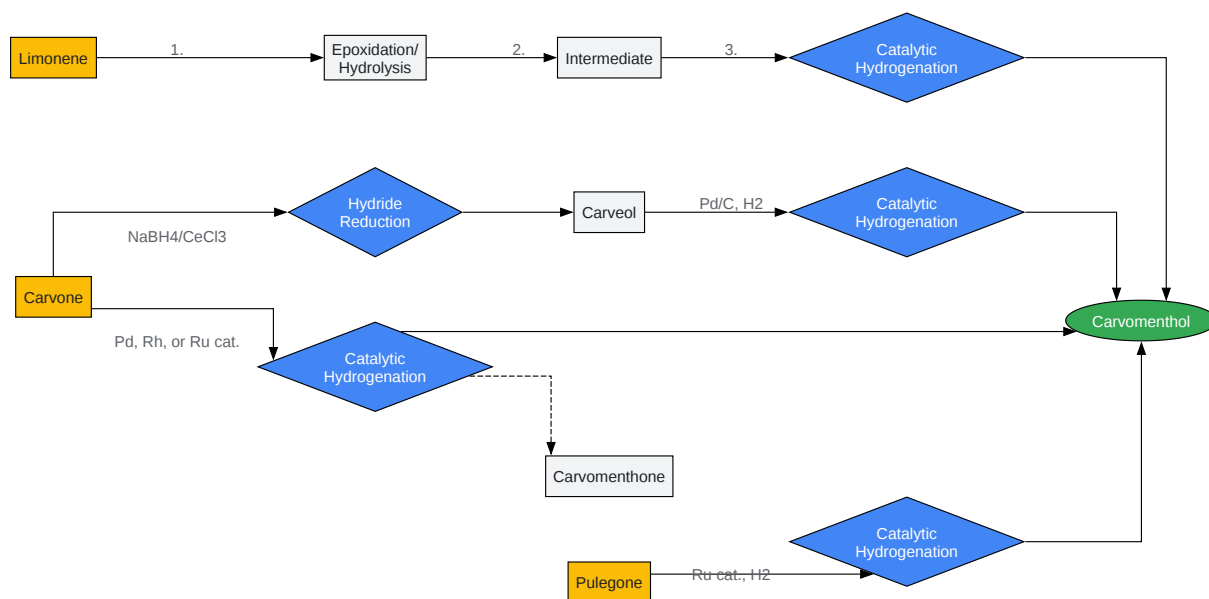 Limonene
1.
Epoxidation/
Hydrolysis
2.
Intermediate
3.
Catalytic
Hydrogenation
Hydride
Reduction
NaBH4/CeCl3
Carveol
Pd/C, H2
Catalytic
Hydrogenation
Carvone
Pd, Rh, or Ru cat.
Catalytic
Hydrogenation
Carvomenthol
Carvomenthone
Pulegone
Ru cat., H2
Catalytic
Hydrogenation